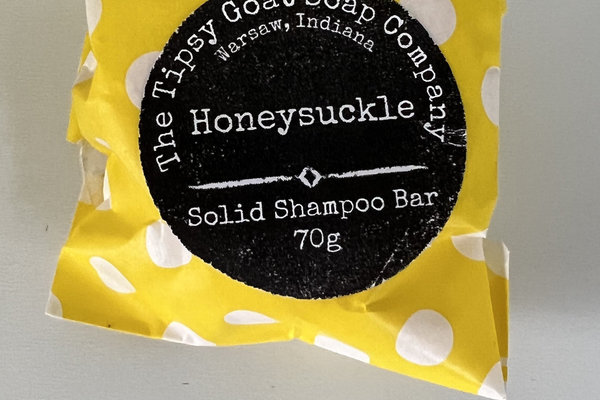 The Tipsy Goat Soap Company
Warsaw, Indiana
Honeysuckle
Solid Shampoo Bar
70g